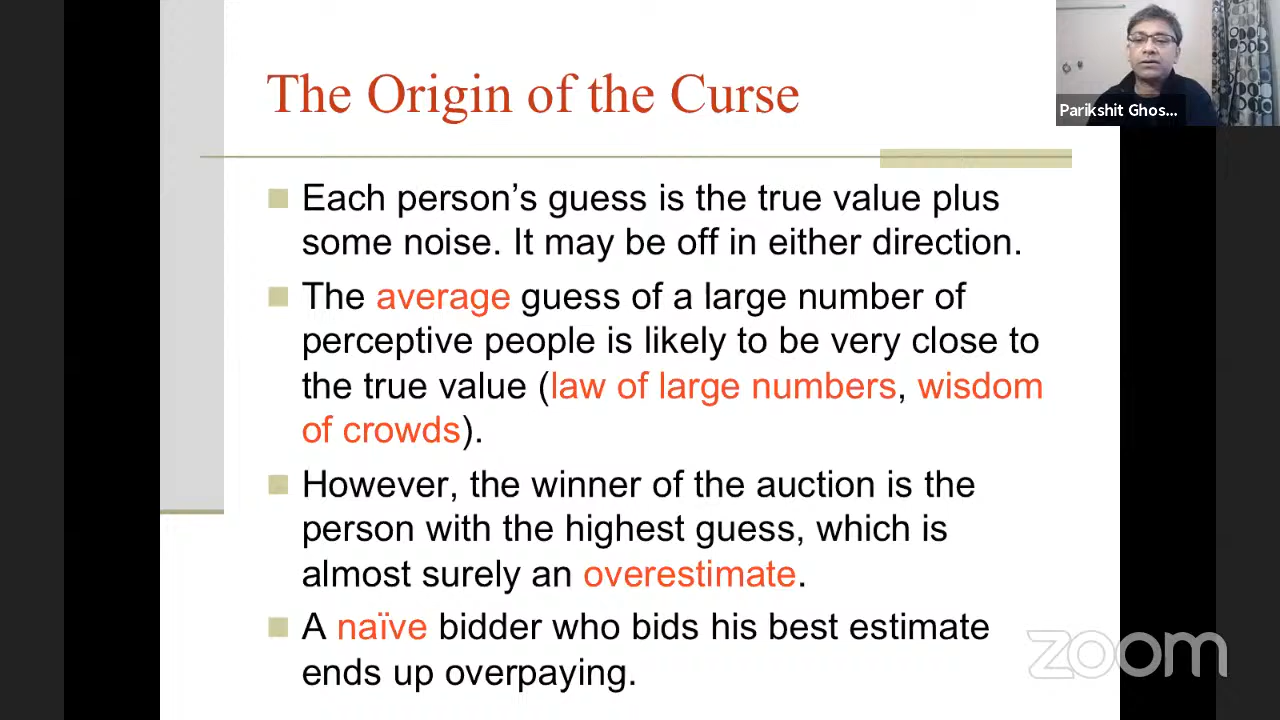 The Origin of the Curse
Parikshit Ghos...
Each person’s guess is the true value plus
some noise. It may be off in either direction.
The average guess of a large number of
perceptive people is likely to be very close to
the true value (law of large numbers, wisdom
of crowds).
However, the winner of the auction is the
person with the highest guess, which is
almost surely an overestimate.
A naïve bidder who bids his best estimate
ends up overpaying.
zoom